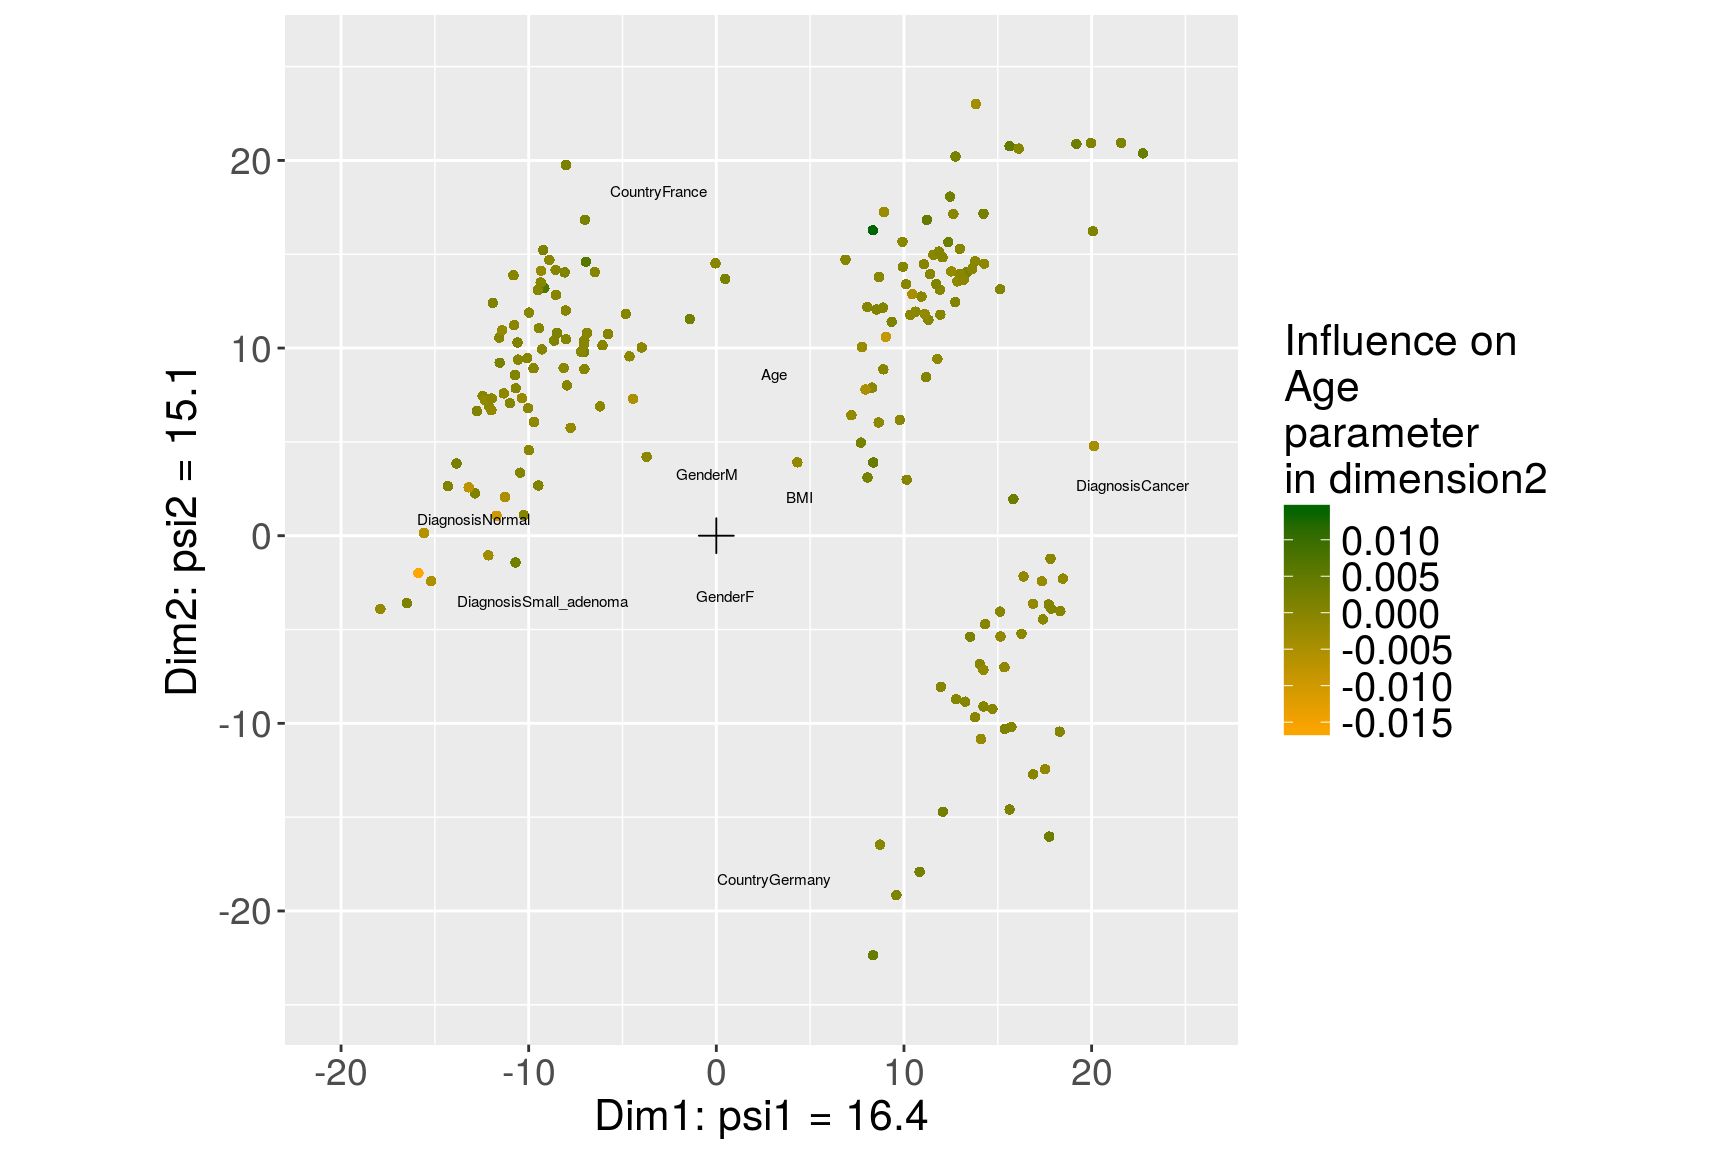 20
10
0
-10
-20
-20
-10
0
10
20
Dim1: psi1 = 16.4
Dim2: psi2 = 15.1
CountryFrance
Age
GenderM
BMI
DiagnosisCancer
DiagnosisNormal
DiagnosisSmall_adenoma
GenderF
CountryGermany
Influence on
Age
parameter
in dimension2
0.010
0.005
0.000
-0.005
-0.010
-0.015